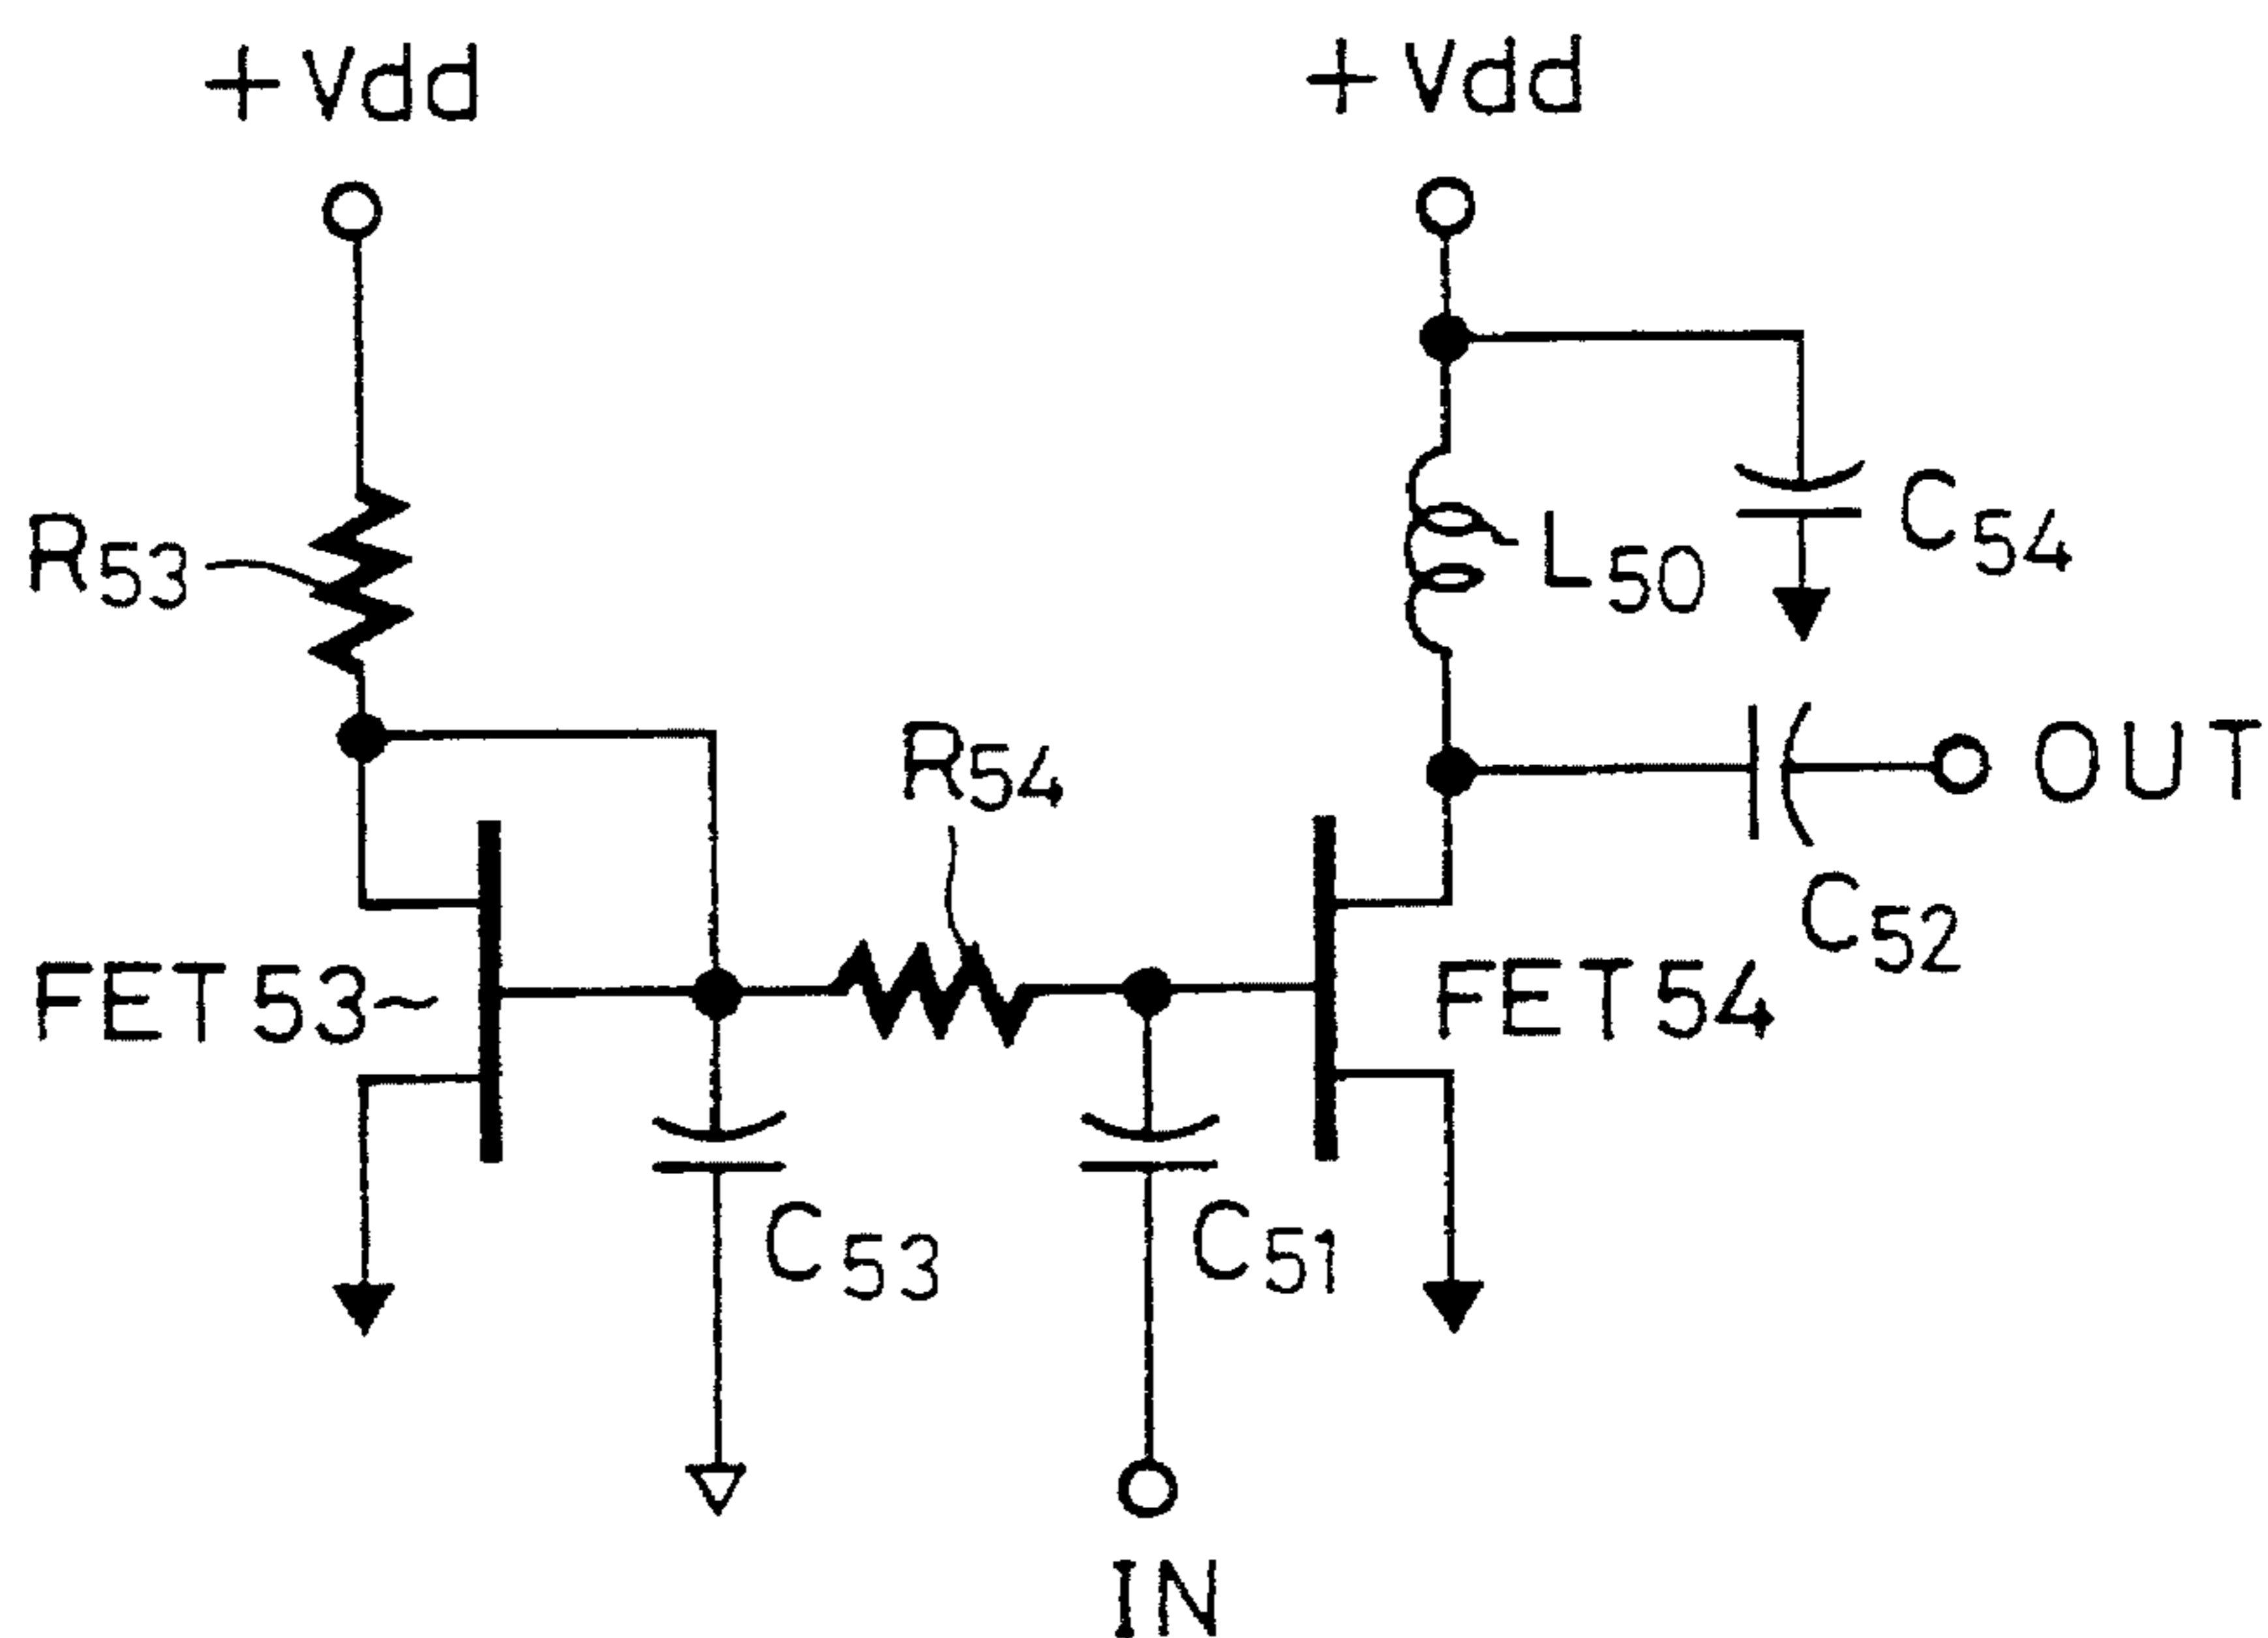 +Vdd
+Vdd
R53
L50
C54
R54
OUT
C52
FET53
FET54
C53
C51
IN